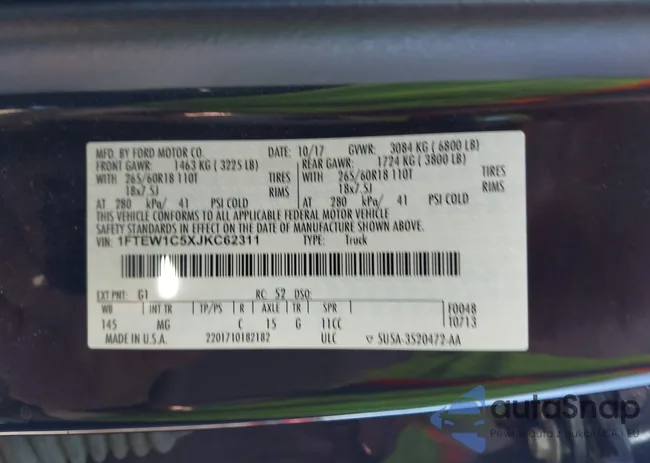 MFD. BY FORD MOTOR CO. DATE: 10/17 GVWR: 3084 KG ( 6800 LB)
FRONT GAWR: 1463 KG ( 3225 LB) REAR GAWR: 1724 KG ( 3800 LB)
WITH 265/60R18 110T TIRES WITH 265/60R18 110T TIRES
18x7.5J RIMS 18x7.5J RIMS
AT 280 kPa/ 41 PSI COLD AT 280 kPa/ 41 PSI COLD
THIS VEHICLE CONFORMS TO ALL APPLICABLE FEDERAL MOTOR VEHICLE
SAFETY STANDARDS IN EFFECT ON THE DATE OF MANUFACTURE SHOWN ABOVE.
VIN: 1FTEW1C5XJKC62311 TYPE: Truck
EXT PNT: G1 RC: 52 DSO:
WB INT TR TP/PS R AXLE TR SPR F0048
145 MG C 15 G 11CC T0713
MADE IN U.S.A. 2201710182182 ULC 5U5A-3520472-AA
autaSnap